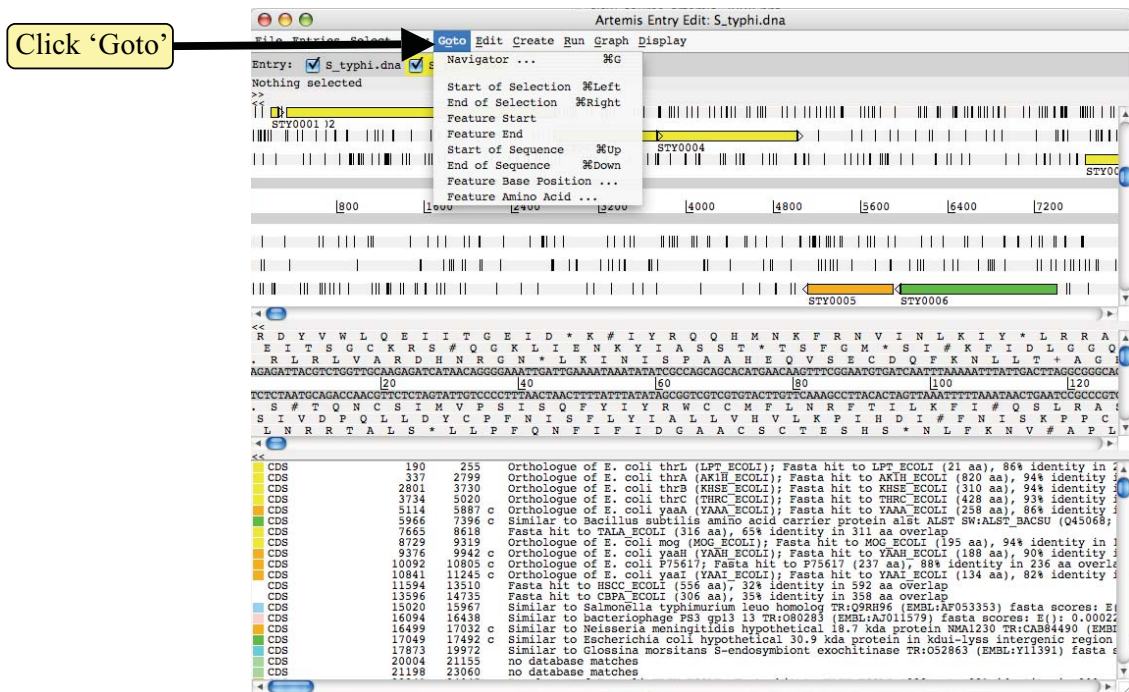 Artemis Entry Edit: S_typhi.dna
Click ‘Goto’
File Entries Select Goto Edit Create Run Graph Display
Entry: S_typhi.dna
Nothing selected
Navigator ... ⌘G
Start of Selection ⌘Left
End of Selection ⌘Right
Feature Start
Feature End
Start of Sequence ⌘Up
End of Sequence ⌘Down
Feature Base Position ...
Feature Amino Acid ...
>>
<<
STY0001
STY0004
800 1600 2400 3200 4000 4800 5600 6400 7200
STY0005 STY0006
<<
R D Y V W L Q E I I T G E I D * K # I Y R Q Q H M N K F R N V I N L K I Y * L R R A
E I T S G C K R S # Q G K L I E N K Y I A S S T * T S F G M * S I # K F I D L G G Q
. R L R L V A R D H N R G N * L K I N I S P A A H E Q V S E C D Q F K N L L T + A G
AGAGATTACGTCTGGTTGCAAGAGATCATAACAGGGGAAATTGATTGAAAATAAATATATCGCCAGCAGCACATGAACAAGTTTCGGAATGTGATCAATTTAAAAATTTATTGACTTAGGCGGGCAG
20 40 60 80 100 120
TCTCTAATGCAGACCAACGTTCTCTAGTATTGTCCCCTTTAACTAACTTTTATTTATATAGCGGTCGTCGTGTACTTGTTCAAAGCCTTACACTAGTTAAATTTTTAAATAACTGAATCCGCCCGTC
. S # T Q N C S I M V P S I S Q F Y I Y R W C C M F L N R F T I L K F I # Q S L R A S
S I V D P Q L L D Y C P F N I S F L Y I A L L V H V L K P I H D I # F N I S K P P C
L N R R T A L S * L L P F Q N F I F I D G A A C S C T E S H S * N L F K N V # A P L
<<
CDS 190 255 Orthologue of E. coli thrL (LPT_ECOLI); Fasta hit to LPT_ECOLI (21 aa), 86% identity in 2
CDS 337 2799 Orthologue of E. coli thrA (AK1H_ECOLI); Fasta hit to AK1H_ECOLI (820 aa), 94% identity i
CDS 2801 3730 Orthologue of E. coli thrB (KHSE_ECOLI); Fasta hit to KHSE_ECOLI (310 aa), 94% identity i
CDS 3734 5020 Orthologue of E. coli thrC (THRC_ECOLI); Fasta hit to THRC_ECOLI (428 aa), 93% identity i
CDS 5114 5887 c Orthologue of E. coli yaaA (YAAA_ECOLI); Fasta hit to YAAA_ECOLI (258 aa), 86% identity i
CDS 5966 7396 c Similar to Bacillus subtilis amino acid carrier protein alst ALST SW:ALST_BACSU (Q45068;
CDS 7665 8618 Fasta hit to TALA_ECOLI (316 aa), 65% identity in 311 aa overlap
CDS 8729 9319 Orthologue of E. coli mog (MOG_ECOLI); Fasta hit to MOG_ECOLI (195 aa), 94% identity in 1
CDS 9376 9942 c Orthologue of E. coli yaaH (YAAH_ECOLI); Fasta hit to YAAH_ECOLI (188 aa), 90% identity i
CDS 10092 10805 c Orthologue of E. coli P75617; Fasta hit to P75617 (237 aa), 88% identity in 236 aa overla
CDS 10841 11245 c Orthologue of E. coli yaaI (YAAI_ECOLI); Fasta hit to YAAI_ECOLI (134 aa), 82% identity i
CDS 11594 13510 Fasta hit to HSCC_ECOLI (556 aa), 32% identity in 592 aa overlap
CDS 13596 14735 Fasta hit to CBPA_ECOLI (306 aa), 35% identity in 358 aa overlap
CDS 15020 15967 Similar to Salmonella typhimurium leuo homolog TR:Q9RH96 (EMBL:AF053353) fasta scores: E(
CDS 16094 16438 Similar to bacteriophage PS3 gp13 13 TR:O80283 (EMBL:AJ011579) fasta scores: E(): 0.00022
CDS 16499 17032 c Similar to Neisseria meningitidis hypothetical 18.7 kda protein NMA1230 TR:CAB84490 (EMBL
CDS 17049 17492 c Similar to Escherichia coli hypothetical 30.9 kda protein in kdui-lyss intergenic region
CDS 17873 19972 Similar to Glossina morsitans S-endosymbiont exochitinase TR:O52863 (EMBL:Y11391) fasta s
CDS 20004 21155 no database matches
CDS 21198 23060 no database matches